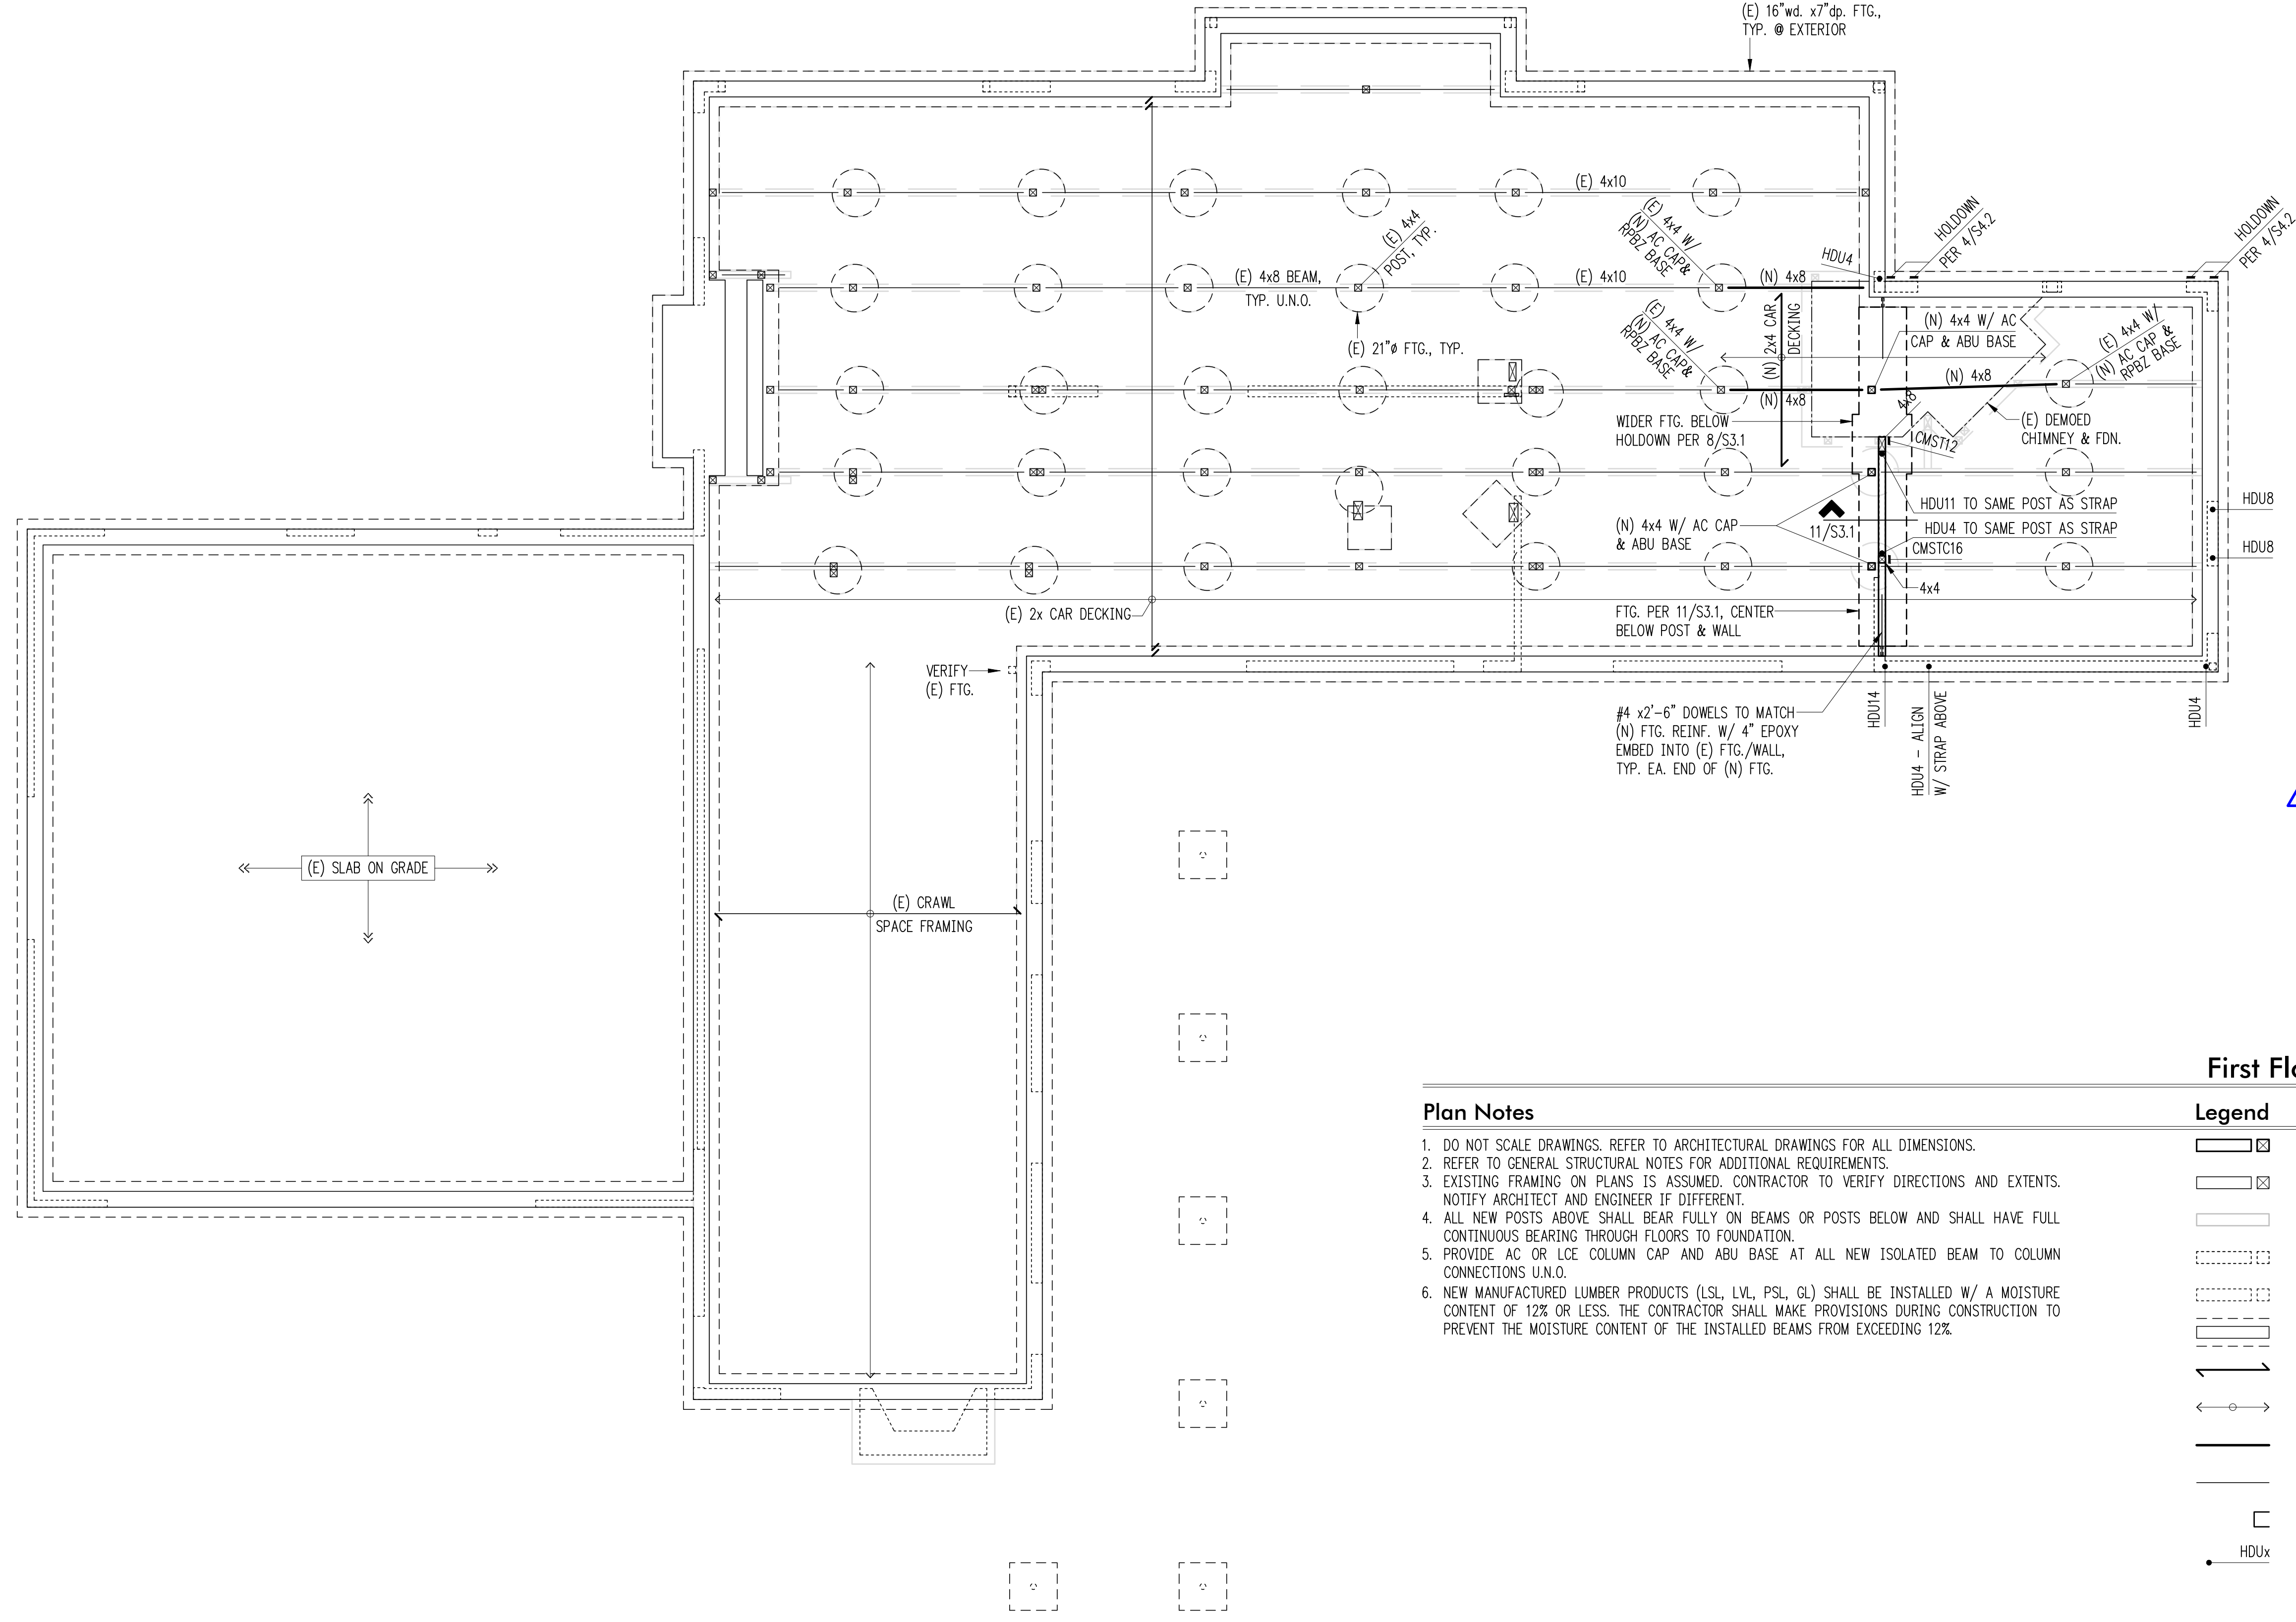 (E) 16"wd. x7"dp. FTG.,
TYP. @ EXTERIOR
(E) 4x10
(E) 4x4
POST, TYP.
(E) 4x4 W/
(N) AC CAP&
RPBZ BASE
HOLDOWN
PER 4/S4.2
HOLDOWN
PER 4/S4.2
HDU4
(E) 4x8 BEAM,
TYP. U.N.O.
(E) 4x10
(N) 4x8
(E) 21"ø FTG., TYP.
(E) 4x4 W/
(N) AC CAP&
RPBZ BASE
(N) 2x4 CAR
DECKING
(N) 4x4 W/ AC
CAP & ABU BASE
(E) 4x4 W/
(N) AC CAP &
RPBZ BASE
(N) 4x8
(N) 4x8
4x8
WIDER FTG. BELOW
HOLDOWN PER 8/S3.1
CMST12
(E) DEMOED
CHIMNEY & FDN.
HDU11 TO SAME POST AS STRAP
HDU8
(N) 4x4 W/ AC CAP
& ABU BASE
11/S3.1
HDU4 TO SAME POST AS STRAP
CMSTC16
HDU8
4x4
(E) 2x CAR DECKING
FTG. PER 11/S3.1, CENTER
BELOW POST & WALL
VERIFY
(E) FTG.
#4 x2'-6" DOWELS TO MATCH
(N) FTG. REINF. W/ 4" EPOXY
EMBED INTO (E) FTG./WALL,
TYP. EA. END OF (N) FTG.
HDU14
HDU4 - ALIGN
W/ STRAP ABOVE
HDU4
(E) SLAB ON GRADE
(E) CRAWL
SPACE FRAMING
First Flo
Plan Notes
1. DO NOT SCALE DRAWINGS. REFER TO ARCHITECTURAL DRAWINGS FOR ALL DIMENSIONS.
2. REFER TO GENERAL STRUCTURAL NOTES FOR ADDITIONAL REQUIREMENTS.
3. EXISTING FRAMING ON PLANS IS ASSUMED. CONTRACTOR TO VERIFY DIRECTIONS AND EXTENTS.
NOTIFY ARCHITECT AND ENGINEER IF DIFFERENT.
4. ALL NEW POSTS ABOVE SHALL BEAR FULLY ON BEAMS OR POSTS BELOW AND SHALL HAVE FULL
CONTINUOUS BEARING THROUGH FLOORS TO FOUNDATION.
5. PROVIDE AC OR LCE COLUMN CAP AND ABU BASE AT ALL NEW ISOLATED BEAM TO COLUMN
CONNECTIONS U.N.O.
6. NEW MANUFACTURED LUMBER PRODUCTS (LSL, LVL, PSL, GL) SHALL BE INSTALLED W/ A MOISTURE
CONTENT OF 12% OR LESS. THE CONTRACTOR SHALL MAKE PROVISIONS DURING CONSTRUCTION TO
PREVENT THE MOISTURE CONTENT OF THE INSTALLED BEAMS FROM EXCEEDING 12%.
Legend
HDUx